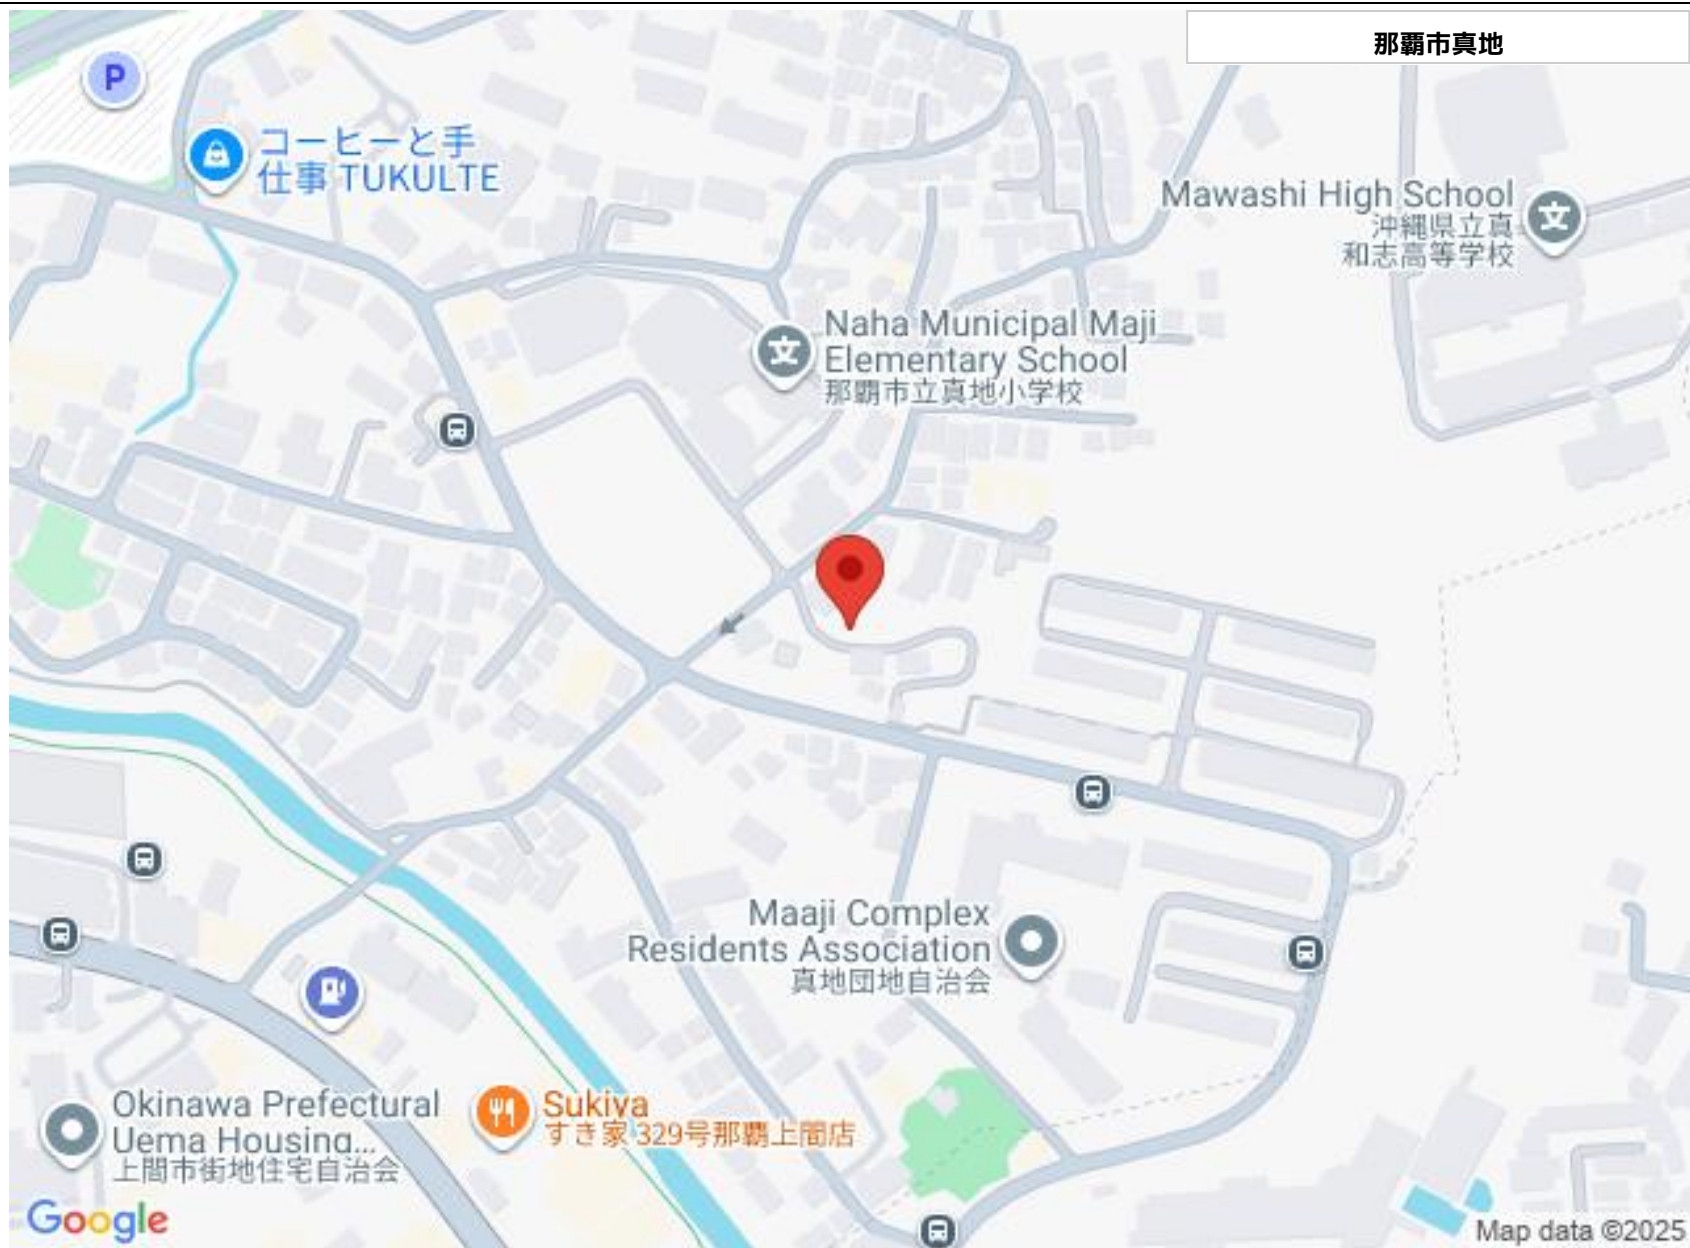 那覇市真地
P
コーヒーと手
仕事 TUKULTE
Mawashi High School
沖縄県立真
和志高等学校
文
Naha Municipal Maji
Elementary School
那覇市立真地小学校
文
Maaji Complex
Residents Association
真地団地自治会
Okinawa Prefectural
Uema Housing...
上間市街地住宅自治会
Sukiya
すき家 329号那覇上間店
Google
Map data ©2025